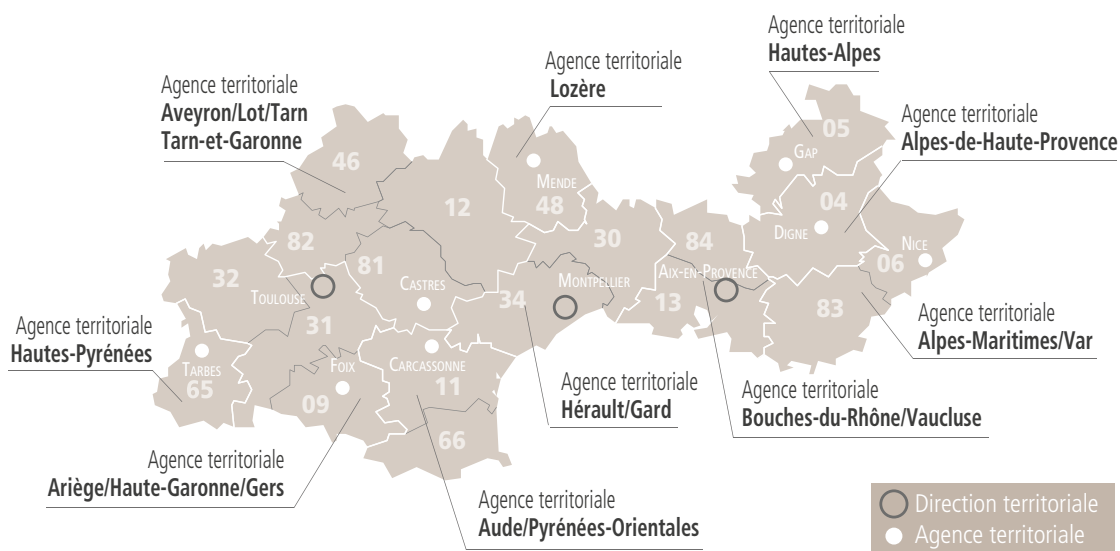 Agence territoriale
Hautes-Alpes
Agence territoriale
Lozère
Agence territoriale
Aveyron/Lot/Tarn
Tarn-et-Garonne
Agence territoriale
Alpes-de-Haute-Provence
05
GAP
46
MENDE
48
12
04
DIGNE
30
84
NICE
06
82
81
32
TOULOUSE
CASTRES
MONTPELLIER
AIX-EN-PROVENCE
34
13
83
31
Agence territoriale
Hautes-Pyrénées
Agence territoriale
Alpes-Maritimes/Var
TARBES
65
FOIX
09
CARCASSONNE
11
66
Agence territoriale
Hérault/Gard
Agence territoriale
Bouches-du-Rhône/Vaucluse
Agence territoriale
Ariège/Haute-Garonne/Gers
Agence territoriale
Aude/Pyrénées-Orientales
Direction territoriale
Agence territoriale